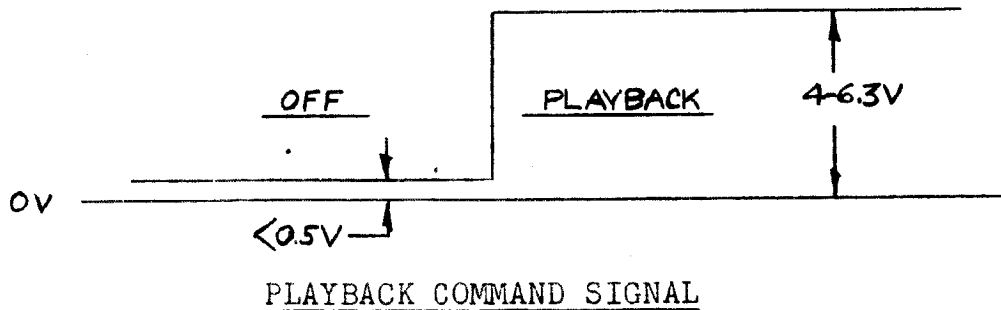 OFF
PLAYBACK
4-6.3V
0V
<0.5V
PLAYBACK COMMAND SIGNAL